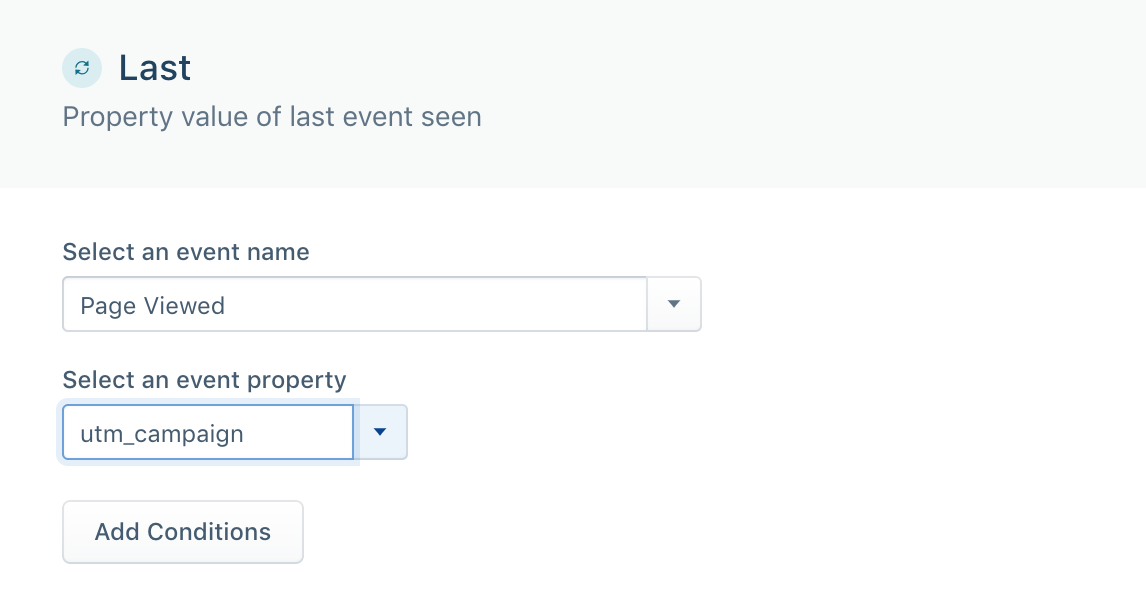 Last
Property value of last event seen
Select an event name
Page Viewed
Select an event property
utm_campaign
Add Conditions